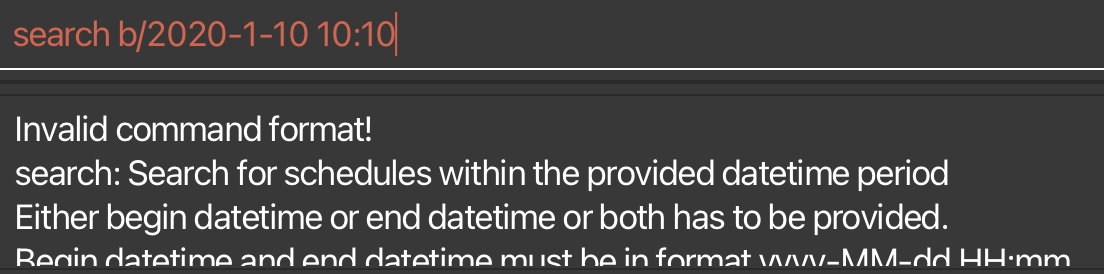 search b/2020-1-10 10:10
Invalid command format!
search: Search for schedules within the provided datetime period
Either begin datetime or end datetime or both has to be provided.
Begin datetime and end datetime must be in format yyyy-MM-dd HH:mm